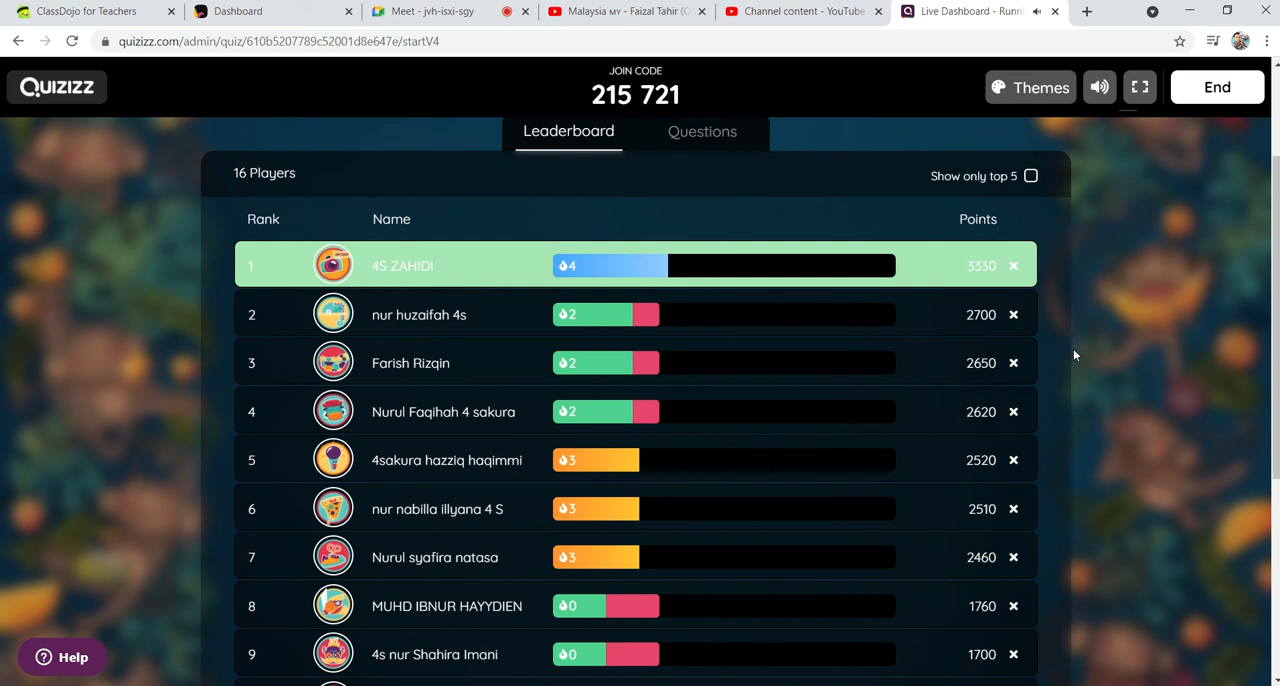 ClassDojo for Teachers
Dashboard
Meet - jvh-isxi-sgy
Malaysia MY - Faizal Tahir (C
Channel content - YouTube
Live Dashboard - Runni
quizizz.com/admin/quiz/610b5207789c52001d8e647e/startV4
Quizizz
JOIN CODE
215 721
Themes
End
Leaderboard Questions
16 Players
Show only top 5
Rank Name Points
1 4S ZAHIDI 4 3330
2 nur huzaifah 4s 2 2700
3 Farish Rizqin 2 2650
4 Nurul Faqihah 4 sakura 2 2620
5 4sakura hazziq haqimmi 3 2520
6 nur nabilla illyana 4 S 3 2510
7 Nurul syafira natasa 3 2460
8 MUHD IBNUR HAYYDIEN 0 1760
9 4s nur Shahira Imani 0 1700
Help